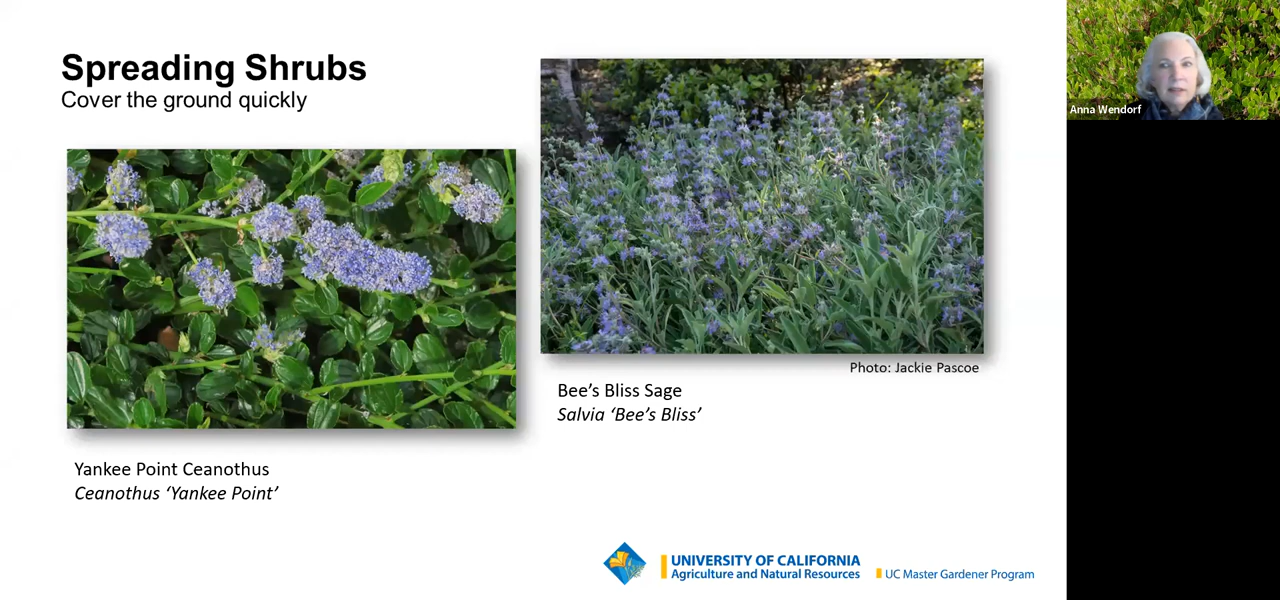 Spreading Shrubs
Cover the ground quickly
Anna Wendorf
Photo: Jackie Pascoe
Bee’s Bliss Sage
Salvia ‘Bee’s Bliss’
Yankee Point Ceanothus
Ceanothus ‘Yankee Point’
UNIVERSITY OF CALIFORNIA
Agriculture and Natural Resources
UC Master Gardener Program